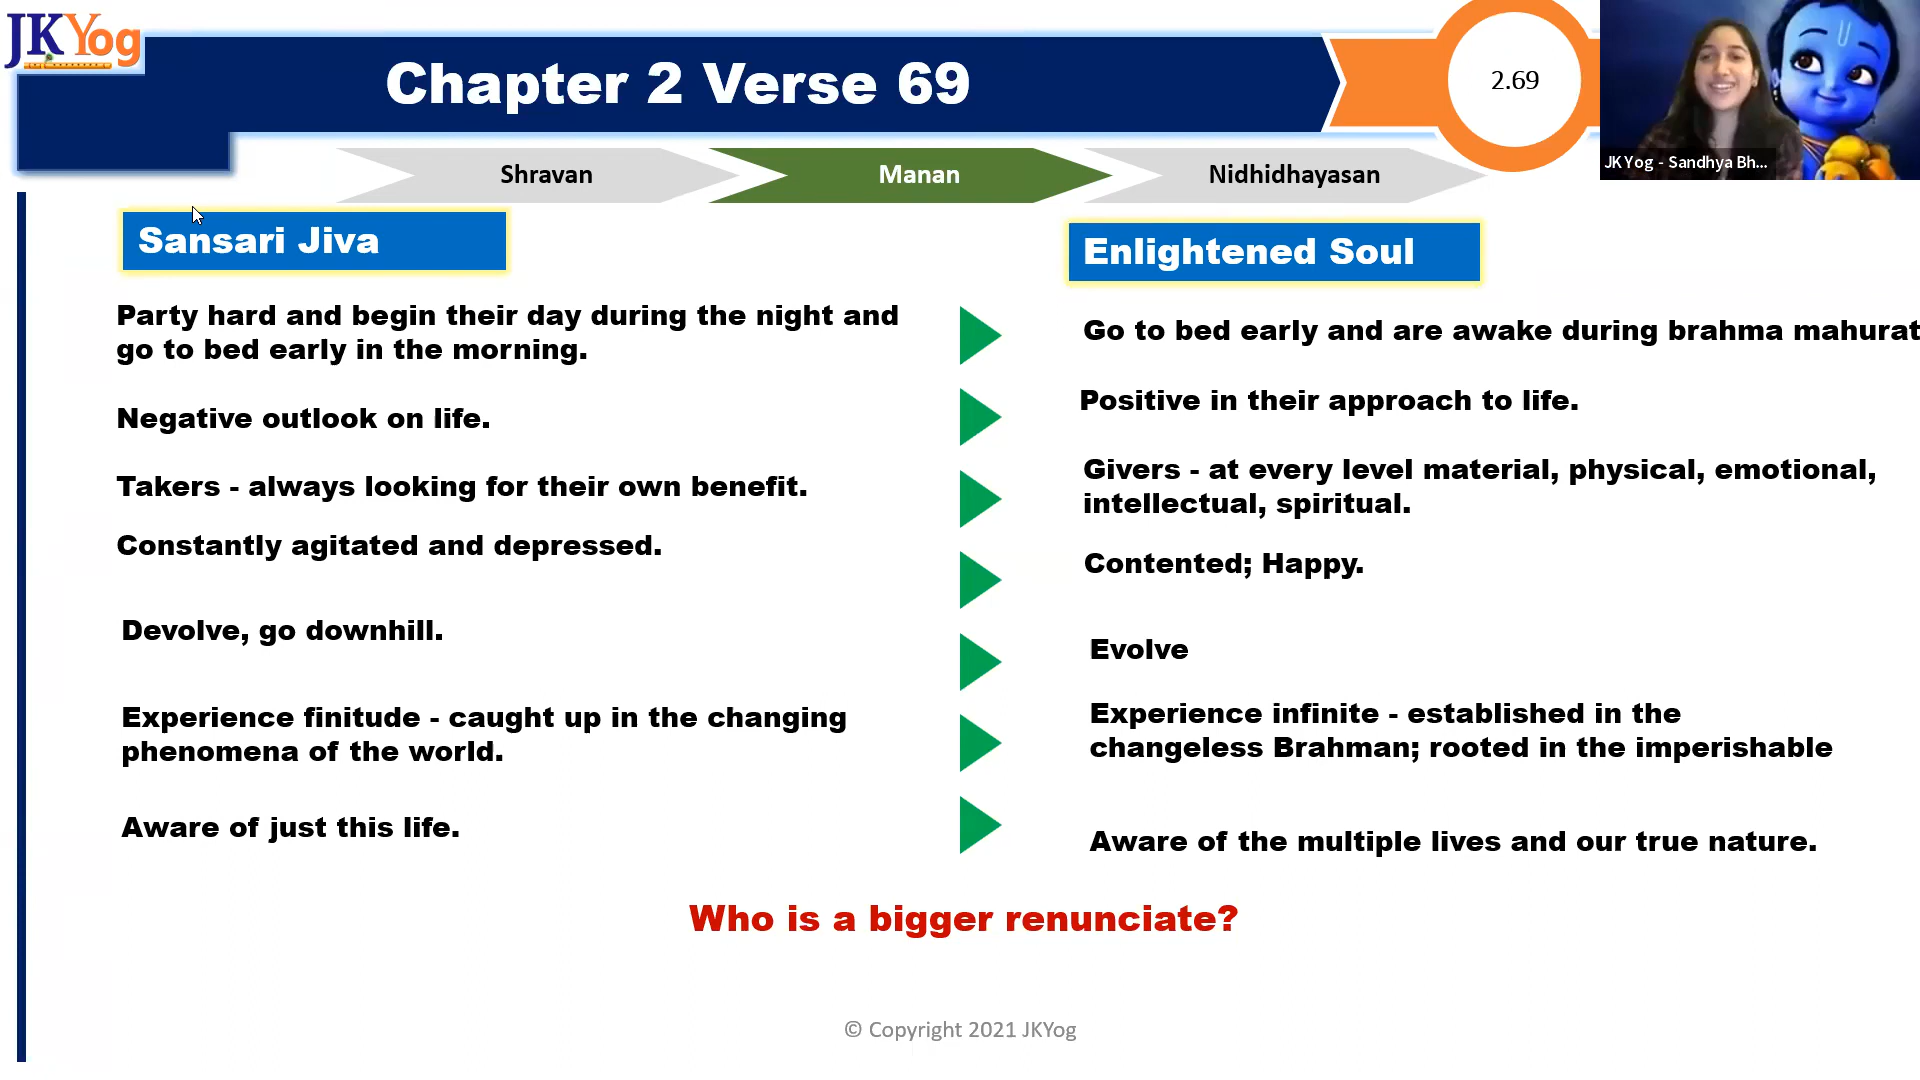 JKYog
Chapter 2 Verse 69
2.69
JK Yog - Sandhya Bh...
Shravan
Manan
Nidhidhayasan
Sansari Jiva
Enlightened Soul
Party hard and begin their day during the night and
go to bed early in the morning.
Go to bed early and are awake during brahma mahurat
Negative outlook on life.
Positive in their approach to life.
Takers - always looking for their own benefit.
Givers - at every level material, physical, emotional,
intellectual, spiritual.
Constantly agitated and depressed.
Contented; Happy.
Devolve, go downhill.
Evolve
Experience finitude - caught up in the changing
phenomena of the world.
Experience infinite - established in the
changeless Brahman; rooted in the imperishable
Aware of just this life.
Aware of the multiple lives and our true nature.
Who is a bigger renunciate?
© Copyright 2021 JKYog